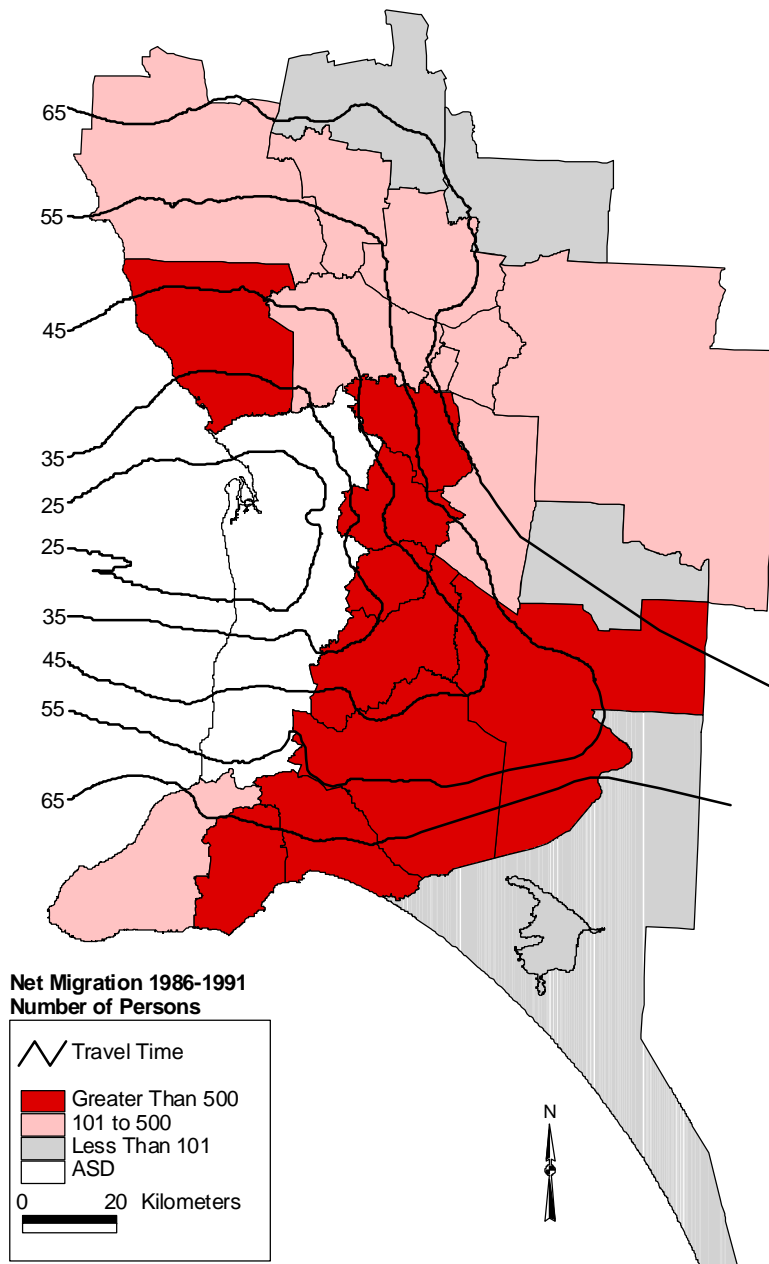 65
55
45
35
25
25
35
45
55
65
Net Migration 1986-1991
Number of Persons
Travel Time
Greater Than 500
101 to 500
Less Than 101
ASD
0 20 Kilometers
N